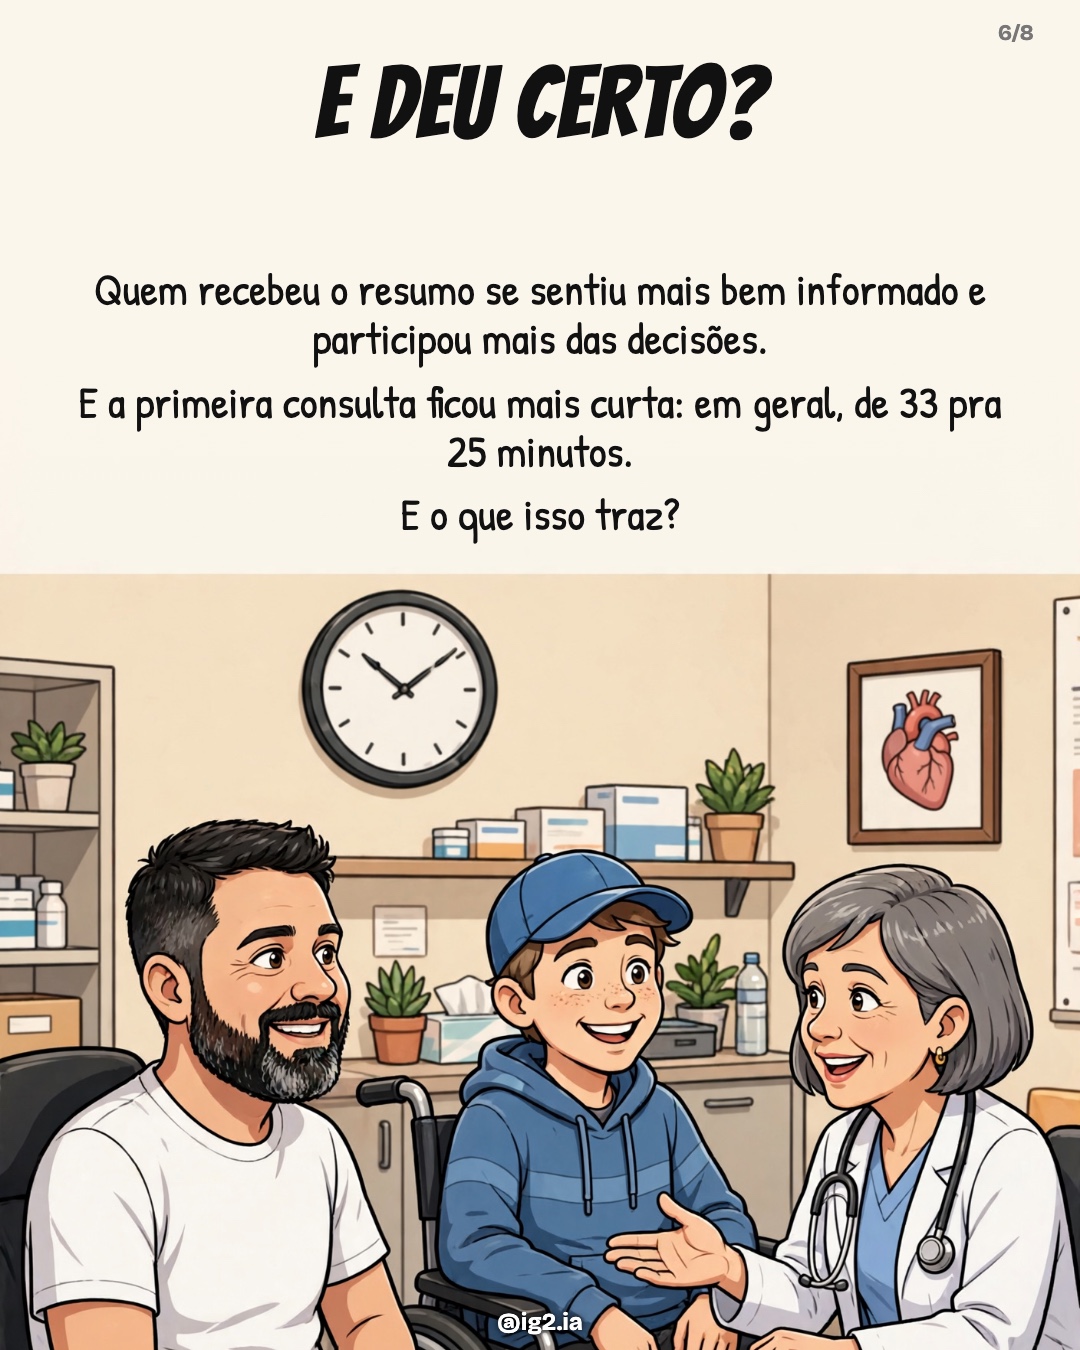 6/8
E DEU CERTO?
Quem recebeu o resumo se sentiu mais bem informado e
participou mais das decisões.
E a primeira consulta ficou mais curta: em geral, de 33 pra
25 minutos.
E o que isso traz?
@ig2.ia